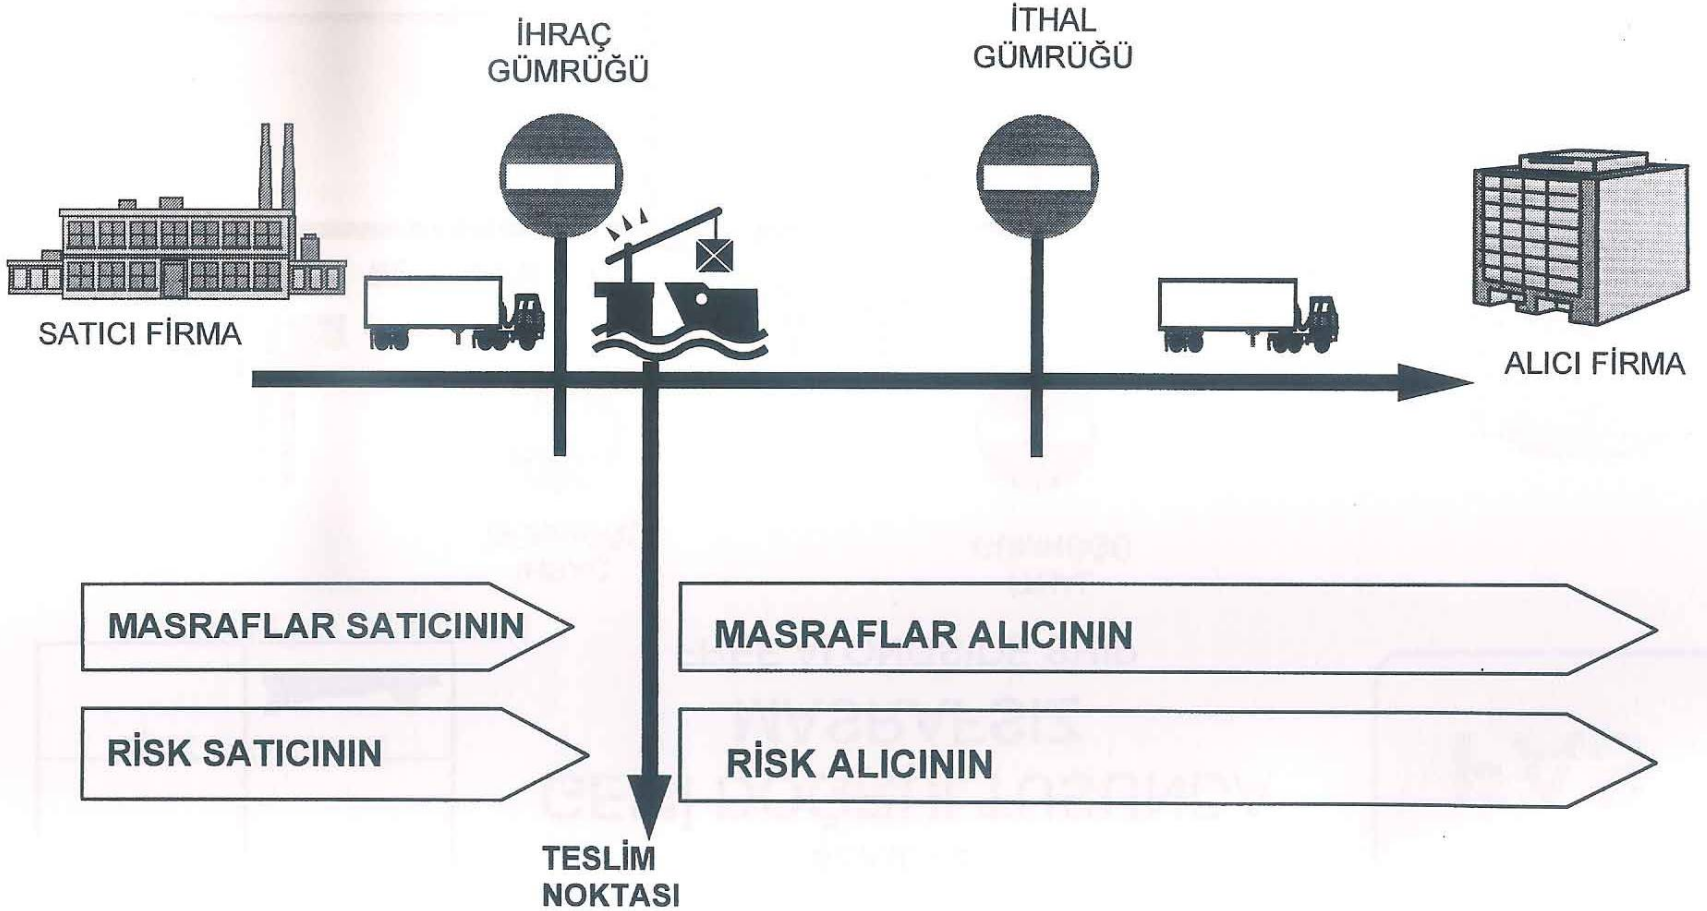 İHRAÇ
GÜMRÜĞÜ
İTHAL
GÜMRÜĞÜ
SATICI FİRMA
ALICI FİRMA
MASRAFLAR SATICININ
MASRAFLAR ALICININ
RİSK SATICININ
RİSK ALICININ
TESLİM
NOKTASI